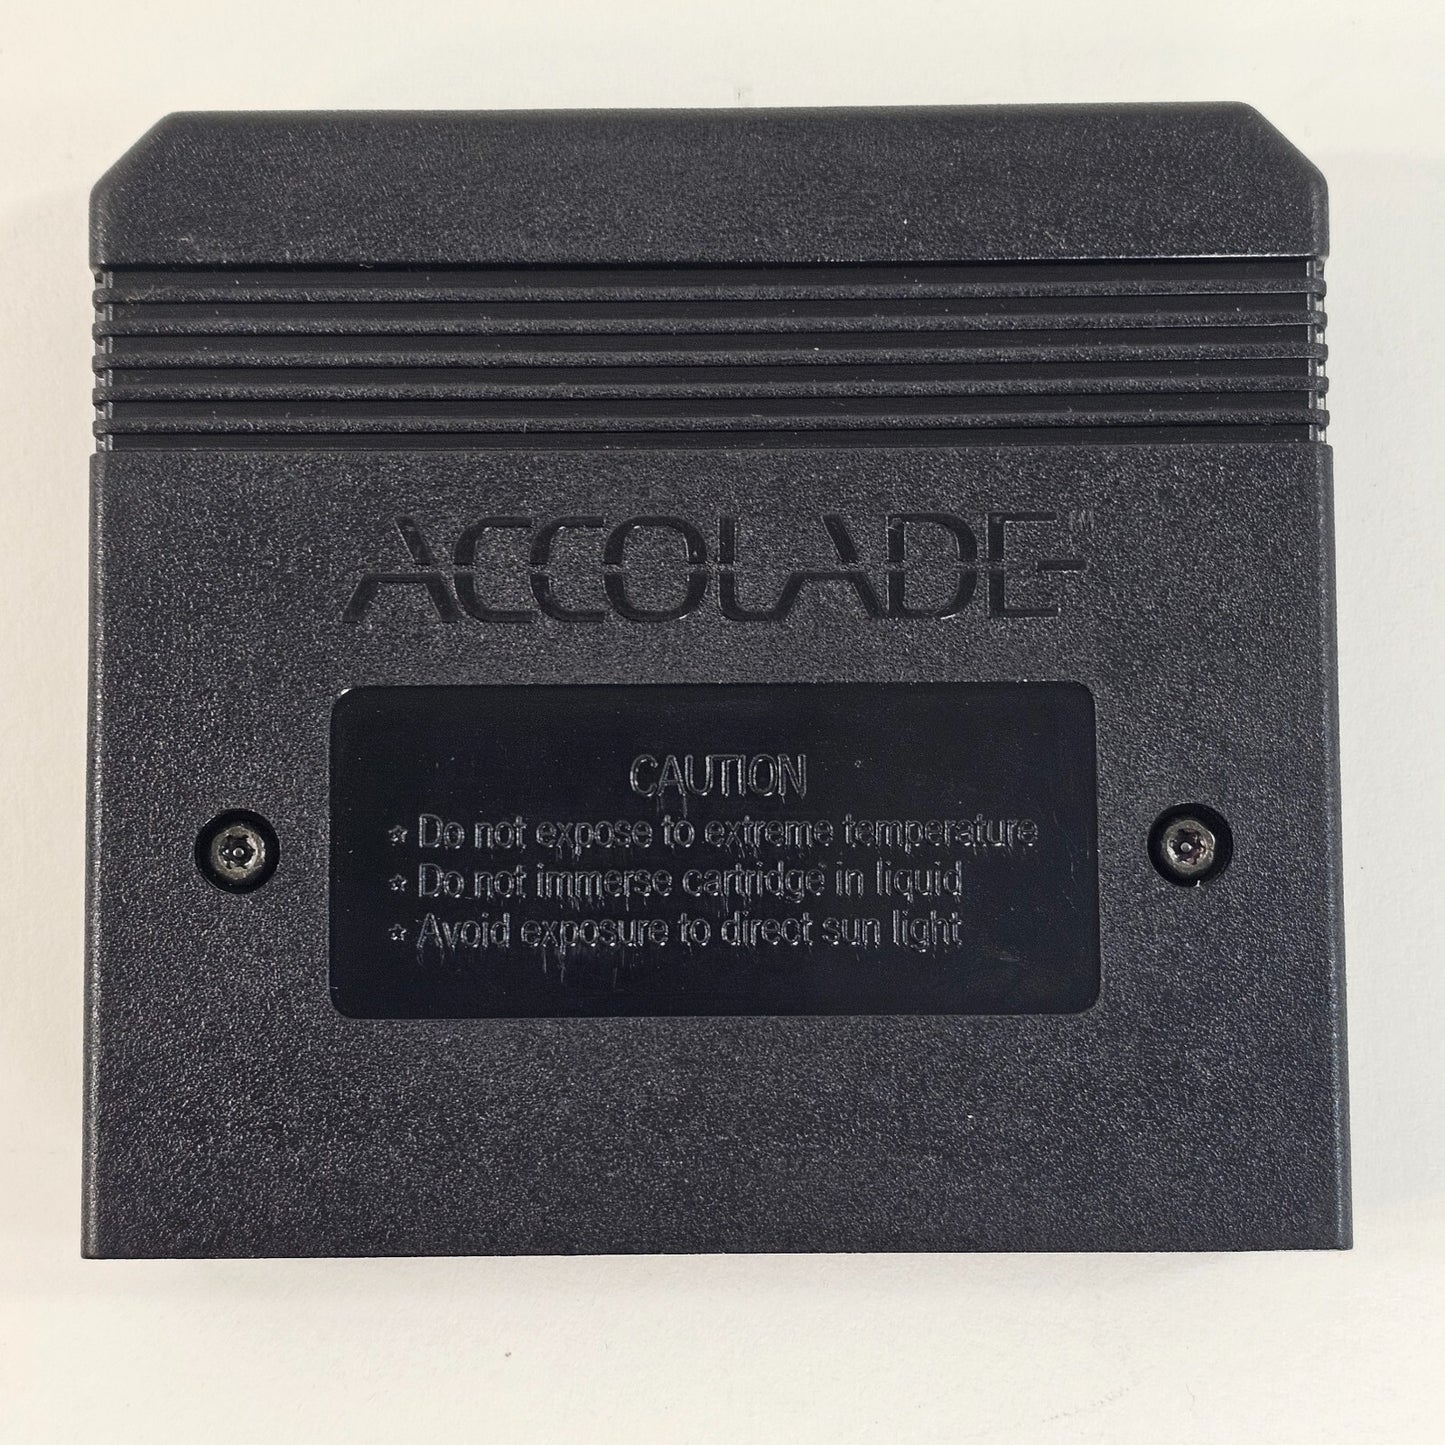 ACCOLADE™
CAUTION
☆ Do not expose to extreme temperature
☆ Do not immerse cartridge in liquid
☆ Avoid exposure to direct sun light